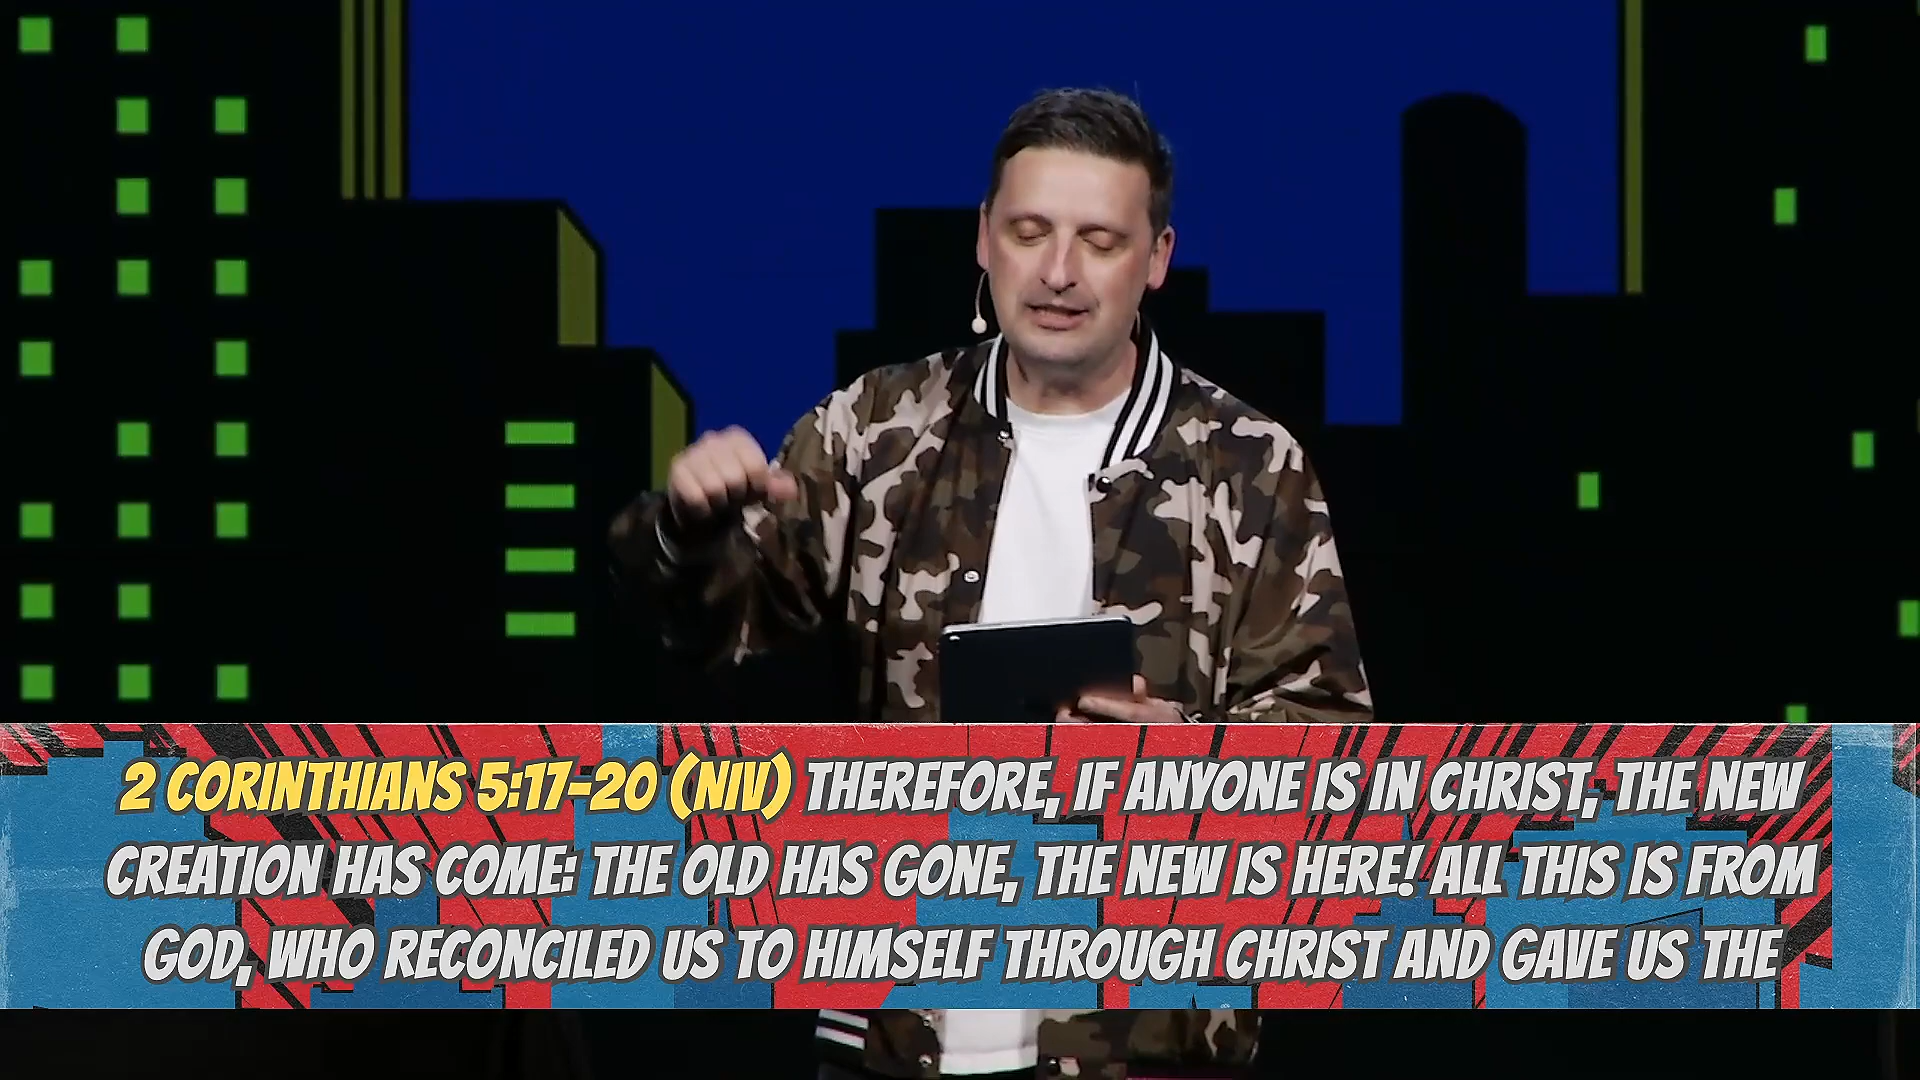 2 CORINTHIANS 5:17-20 (NIV) THEREFORE, IF ANYONE IS IN CHRIST, THE NEW
CREATION HAS COME: THE OLD HAS GONE, THE NEW IS HERE! ALL THIS IS FROM
GOD, WHO RECONCILED US TO HIMSELF THROUGH CHRIST AND GAVE US THE